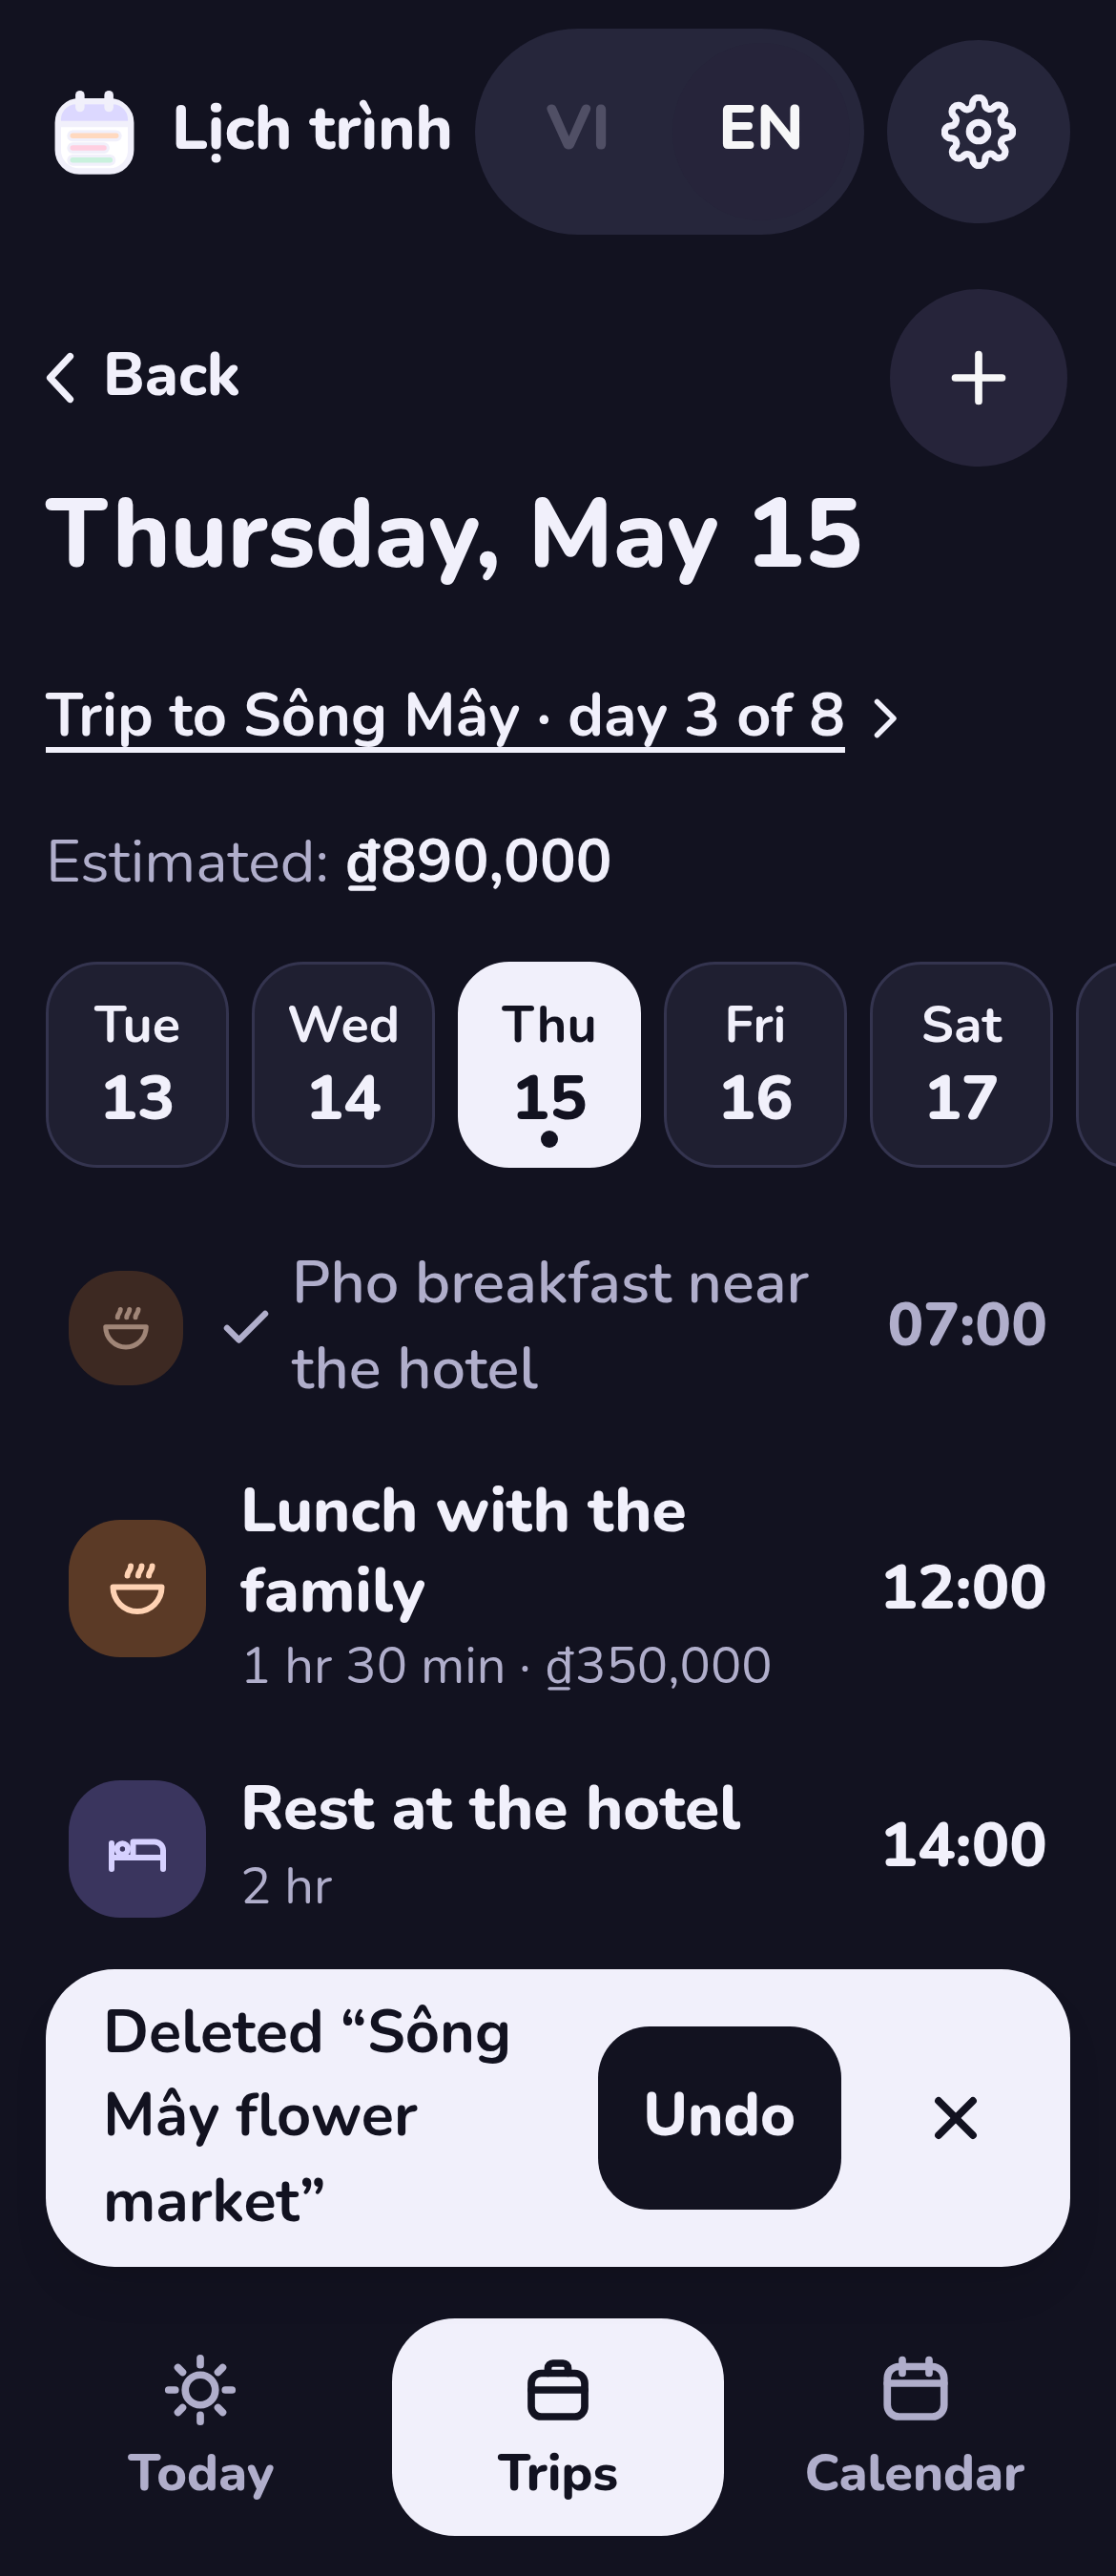 Lịch trình
VI
EN
Back
Thursday, May 15
Trip to Sông Mây · day 3 of 8
Estimated: ₫890,000
Tue
13
Wed
14
Thu
15
Fri
16
Sat
17
Pho breakfast near
the hotel
07:00
Lunch with the
family
1 hr 30 min · ₫350,000
12:00
Rest at the hotel
2 hr
14:00
Deleted “Sông
Mây flower
market”
Undo
Today
Trips
Calendar